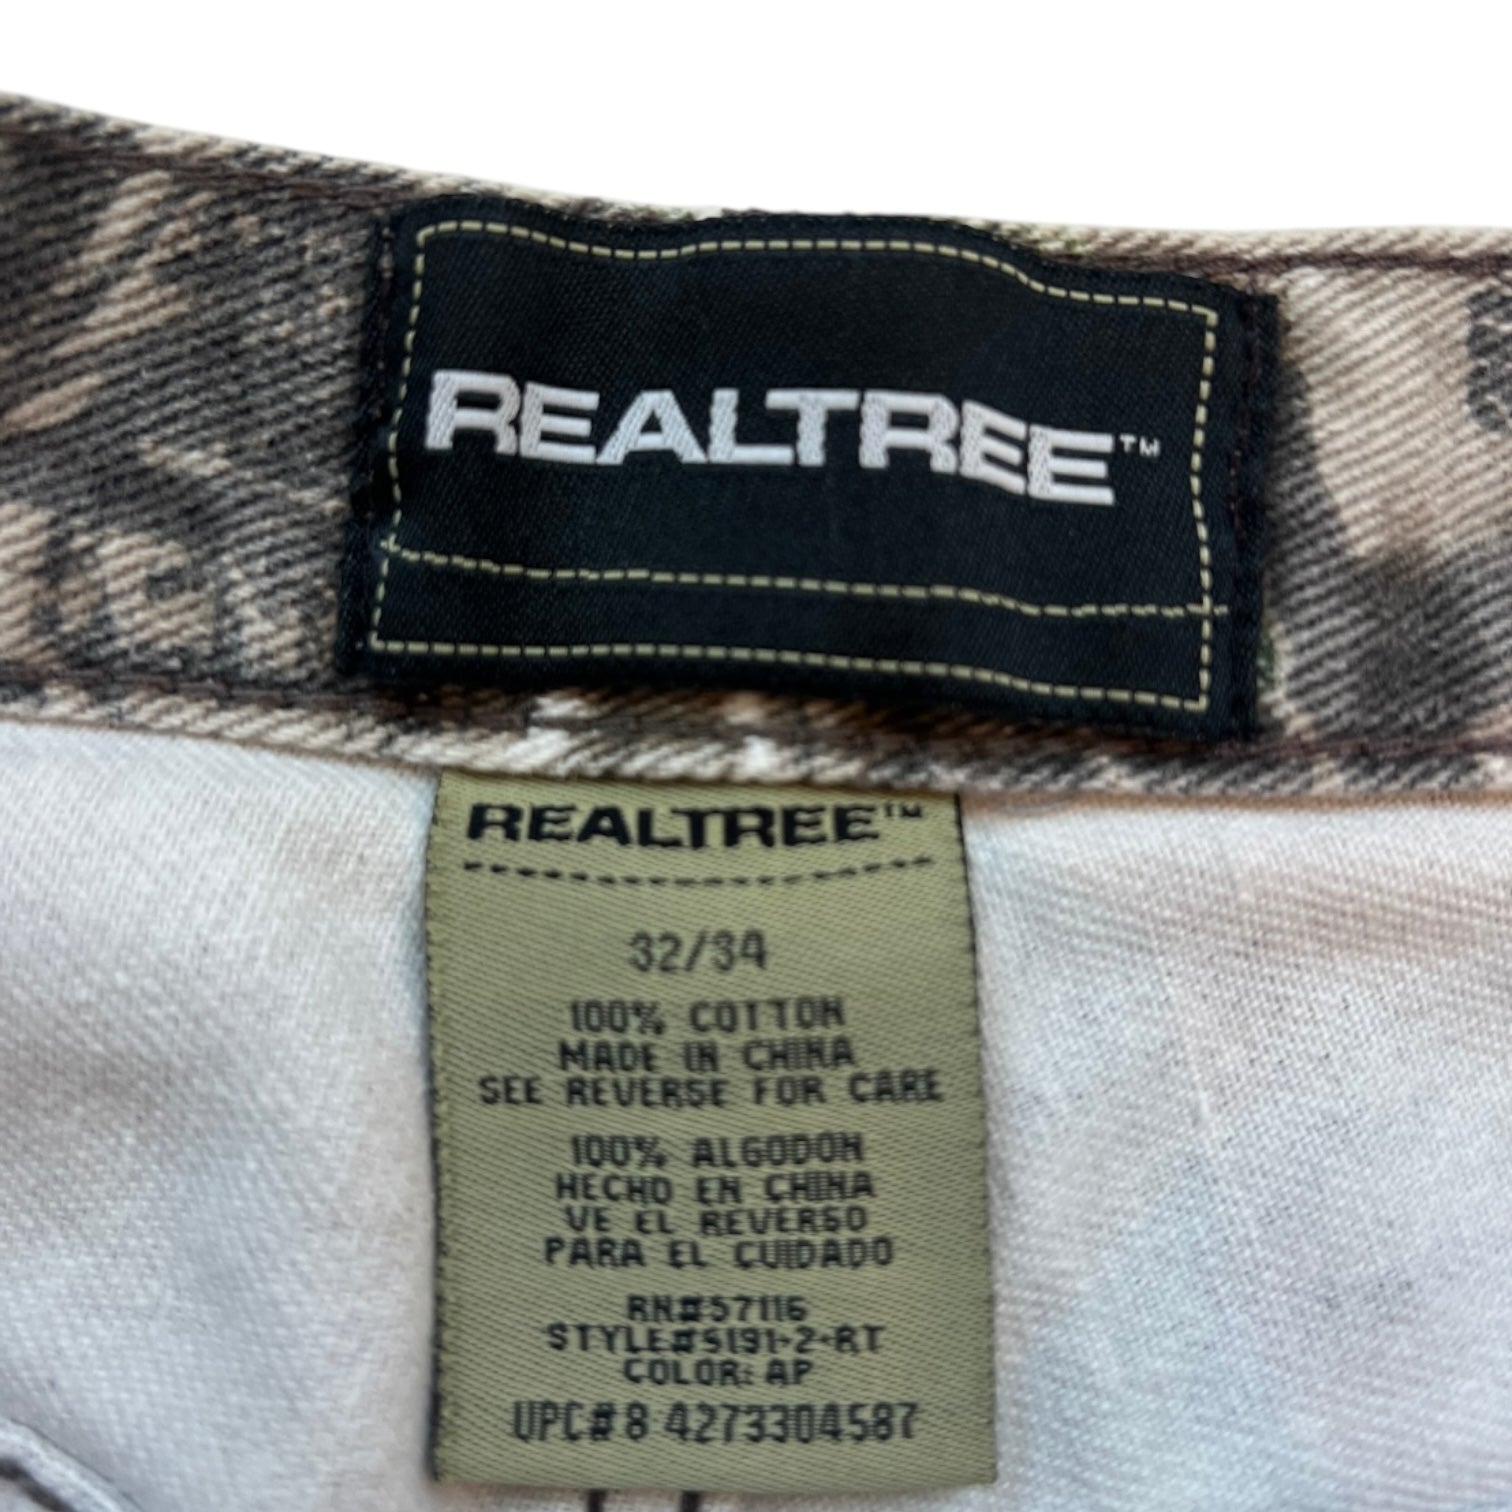 REALTREE™
REALTREE™
32/34
100% COTTON
MADE IN CHINA
SEE REVERSE FOR CARE
100% ALGODON
HECHO EN CHINA
VE EL REVERSO
PARA EL CUIDADO
RN#57116
STYLE#5191-2-RT
COLOR: AP
UPC# 8 4273304587